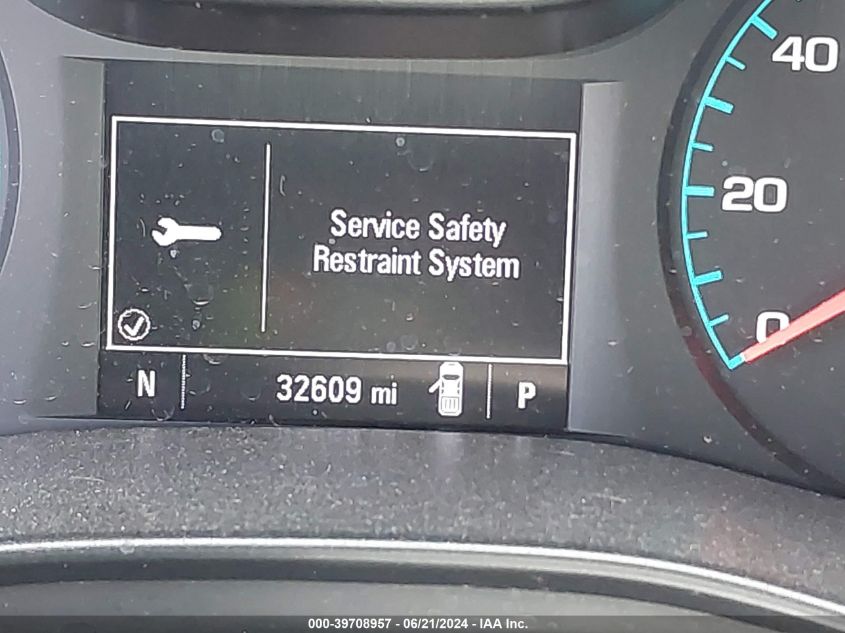 40
Service Safety
Restraint System
20
0
N 32609 mi P
000-39708957 - 06/21/2024 - IAA Inc.